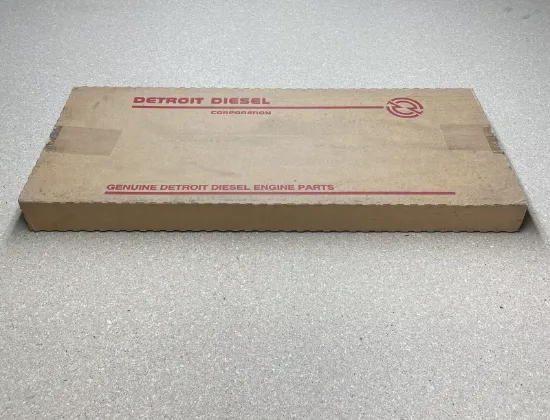 DETROIT DIESEL
CORPORATION
GENUINE DETROIT DIESEL ENGINE PARTS